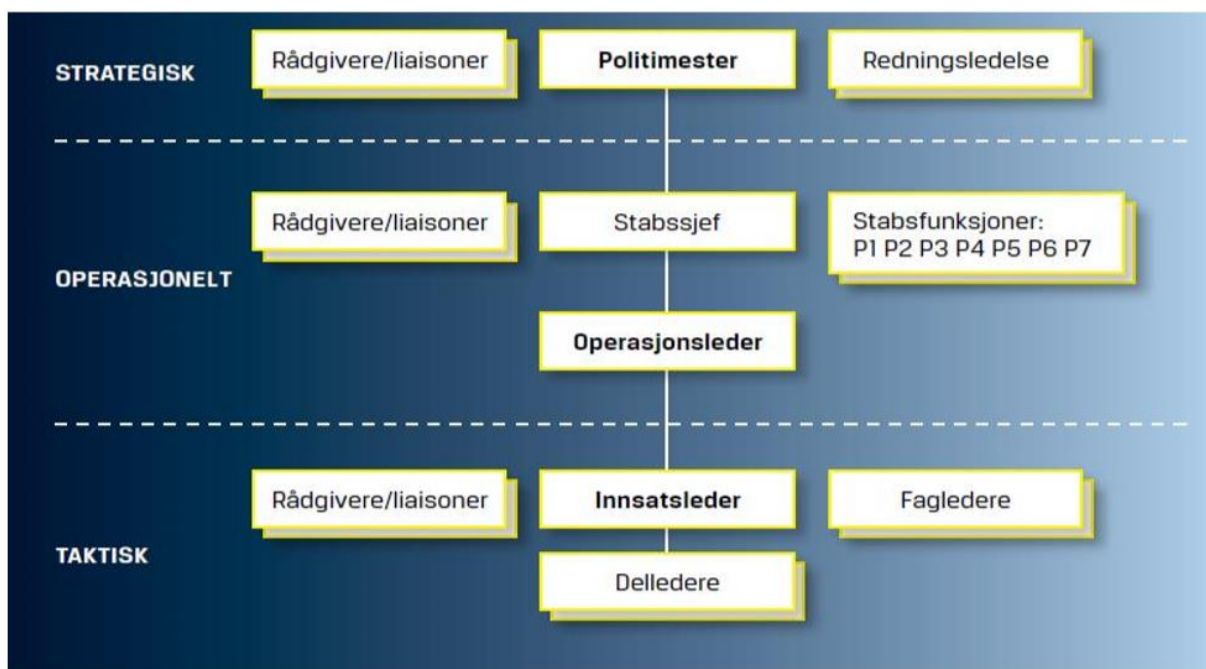 STRATEGISK
Rådgivere/liaisoner
Politimester
Redningsledelse
OPERASJONELT
Rådgivere/liaisoner
Stabssjef
Stabsfunksjoner:
P1 P2 P3 P4 P5 P6 P7
Operasjonsleder
TAKTISK
Rådgivere/liaisoner
Innsatsleder
Fagledere
Delledere